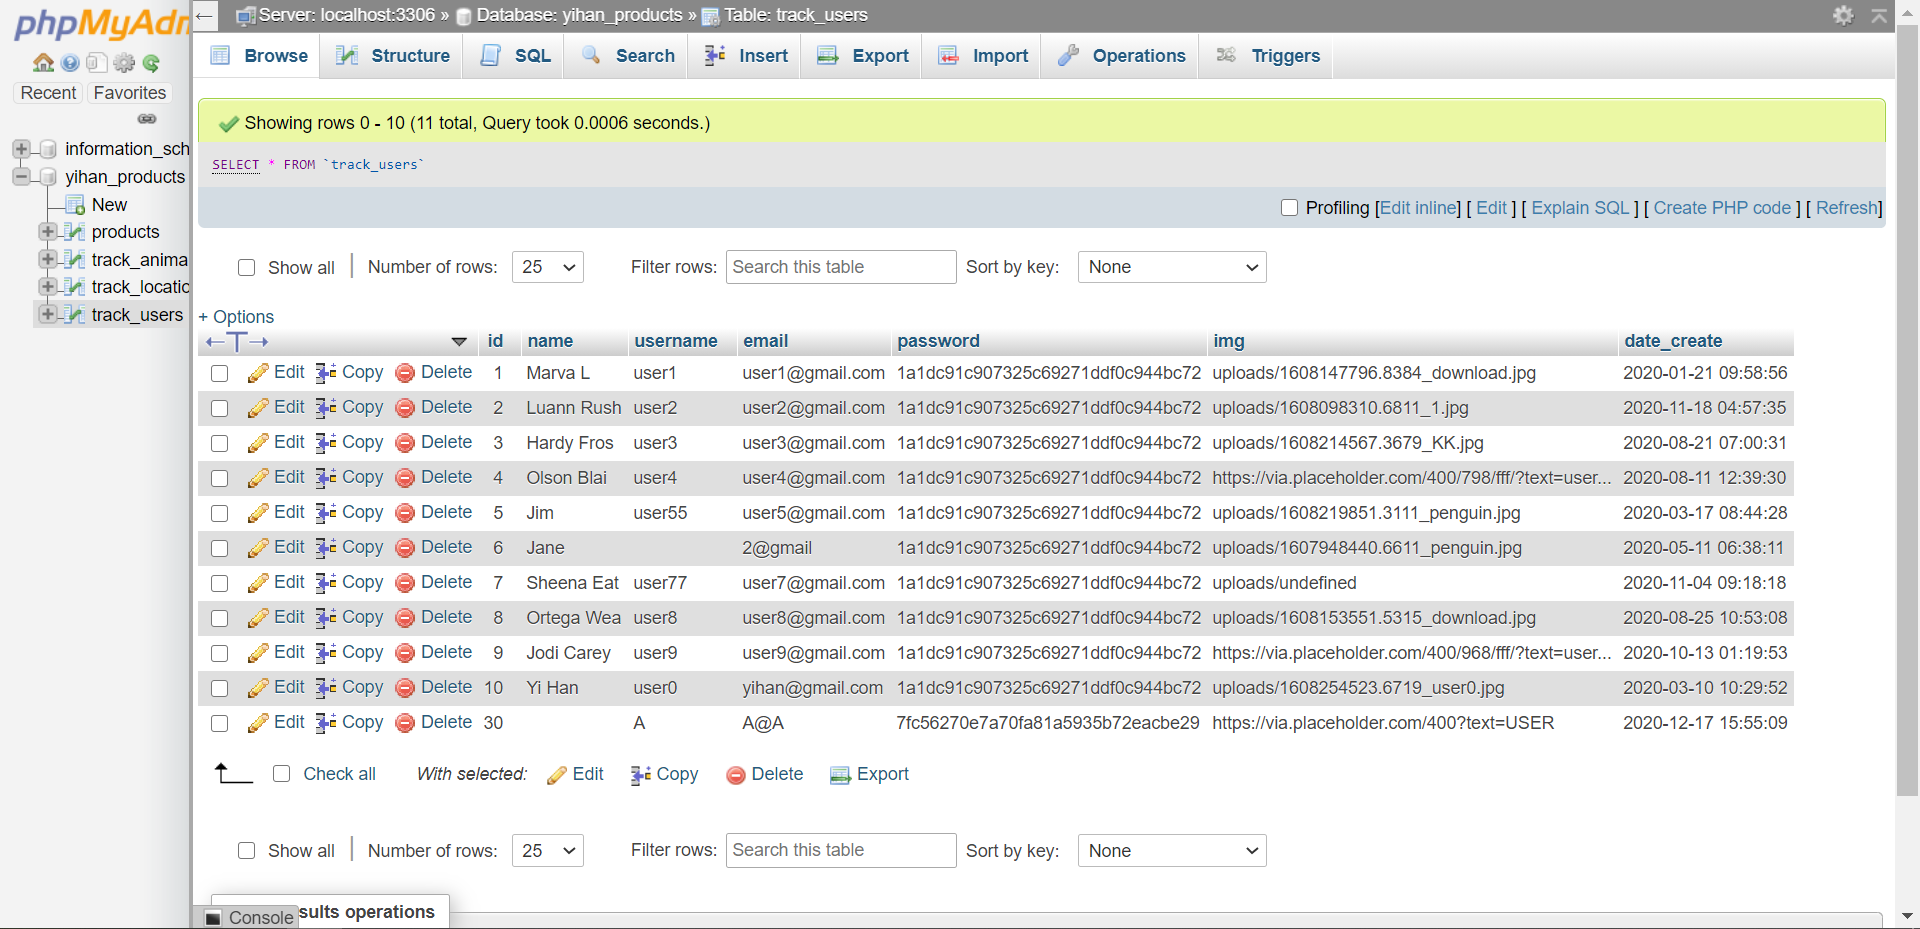 phpMyAdm
Recent Favorites
information_sch
yihan_products
New
products
track_anima
track_locatio
track_users
← Server: localhost:3306 » Database: yihan_products » Table: track_users
Browse Structure SQL Search Insert Export Import Operations Triggers
Showing rows 0 - 10 (11 total, Query took 0.0006 seconds.)
SELECT * FROM `track_users`
Profiling [Edit inline] [ Edit ] [ Explain SQL ] [ Create PHP code ] [ Refresh]
Show all Number of rows: 25 Filter rows: Search this table Sort by key: None
+ Options
←T→ id name username email password img date_create
Edit Copy Delete 1 Marva L user1 user1@gmail.com 1a1dc91c907325c69271ddf0c944bc72 uploads/1608147796.8384_download.jpg 2020-01-21 09:58:56
Edit Copy Delete 2 Luann Rush user2 user2@gmail.com 1a1dc91c907325c69271ddf0c944bc72 uploads/1608098310.6811_1.jpg 2020-11-18 04:57:35
Edit Copy Delete 3 Hardy Fros user3 user3@gmail.com 1a1dc91c907325c69271ddf0c944bc72 uploads/1608214567.3679_KK.jpg 2020-08-21 07:00:31
Edit Copy Delete 4 Olson Blai user4 user4@gmail.com 1a1dc91c907325c69271ddf0c944bc72 https://via.placeholder.com/400/798/fff/?text=user... 2020-08-11 12:39:30
Edit Copy Delete 5 Jim user55 user5@gmail.com 1a1dc91c907325c69271ddf0c944bc72 uploads/1608219851.3111_penguin.jpg 2020-03-17 08:44:28
Edit Copy Delete 6 Jane 2@gmail 1a1dc91c907325c69271ddf0c944bc72 uploads/1607948440.6611_penguin.jpg 2020-05-11 06:38:11
Edit Copy Delete 7 Sheena Eat user77 user7@gmail.com 1a1dc91c907325c69271ddf0c944bc72 uploads/undefined 2020-11-04 09:18:18
Edit Copy Delete 8 Ortega Wea user8 user8@gmail.com 1a1dc91c907325c69271ddf0c944bc72 uploads/1608153551.5315_download.jpg 2020-08-25 10:53:08
Edit Copy Delete 9 Jodi Carey user9 user9@gmail.com 1a1dc91c907325c69271ddf0c944bc72 https://via.placeholder.com/400/968/fff/?text=user... 2020-10-13 01:19:53
Edit Copy Delete 10 Yi Han user0 yihan@gmail.com 1a1dc91c907325c69271ddf0c944bc72 uploads/1608254523.6719_user0.jpg 2020-03-10 10:29:52
Edit Copy Delete 30 A A@A 7fc56270e7a70fa81a5935b72eacbe29 https://via.placeholder.com/400?text=USER 2020-12-17 15:55:09
Check all With selected: Edit Copy Delete Export
Show all Number of rows: 25 Filter rows: Search this table Sort by key: None
Console sults operations